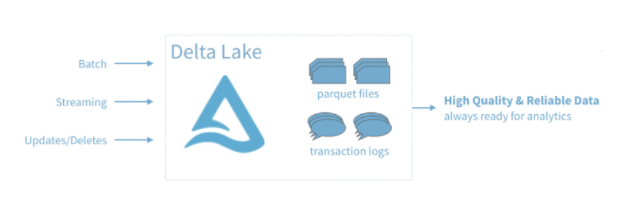 Delta Lake
Batch
Streaming
Updates/Deletes
parquet files
transaction logs
High Quality & Reliable Data
always ready for analytics